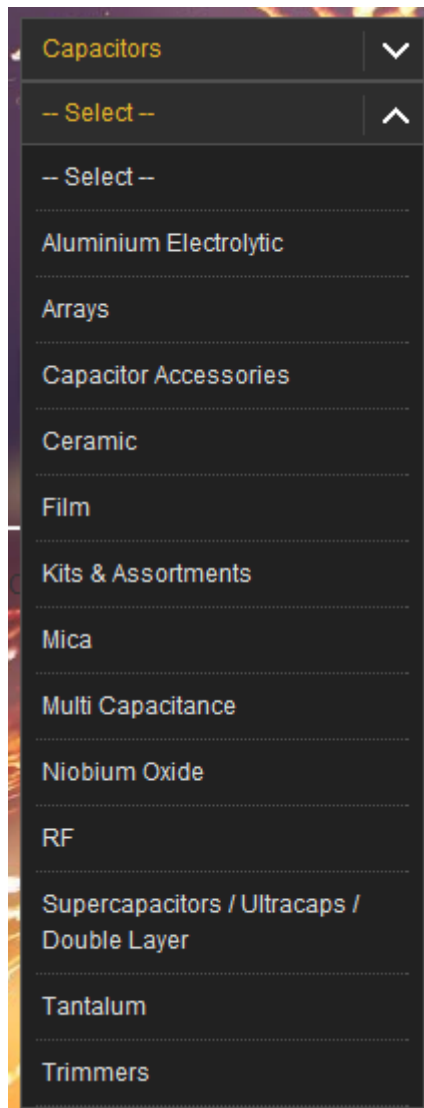 Capacitors
-- Select --
-- Select --
Aluminium Electrolytic
Arrays
Capacitor Accessories
Ceramic
Film
Kits & Assortments
Mica
Multi Capacitance
Niobium Oxide
RF
Supercapacitors / Ultracaps /
Double Layer
Tantalum
Trimmers